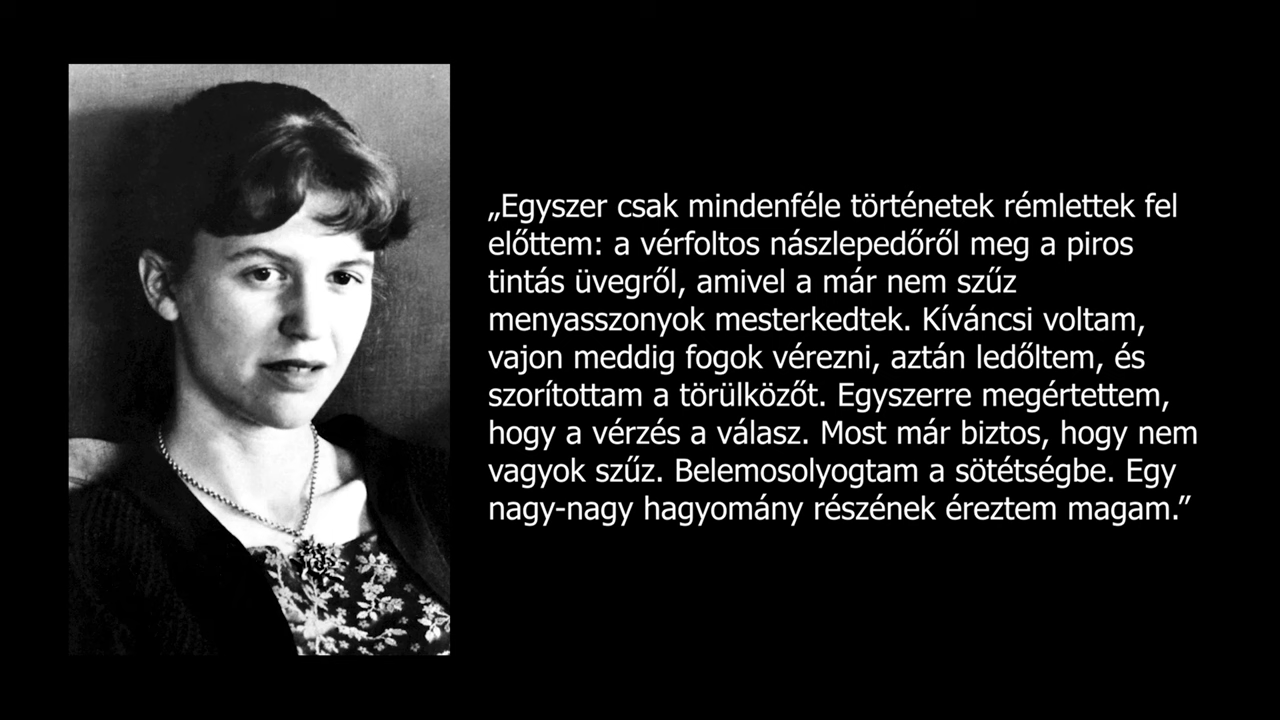 „Egyszer csak mindenféle történetek rémlettek fel
előttem: a vérfoltos nászlepedőről meg a piros
tintás üvegről, amivel a már nem szűz
menyasszonyok mesterkedtek. Kíváncsi voltam,
vajon meddig fogok vérezni, aztán ledőltem, és
szorítottam a törülközőt. Egyszerre megértettem,
hogy a vérzés a válasz. Most már biztos, hogy nem
vagyok szűz. Belemosolyogtam a sötétségbe. Egy
nagy-nagy hagyomány részének éreztem magam.”